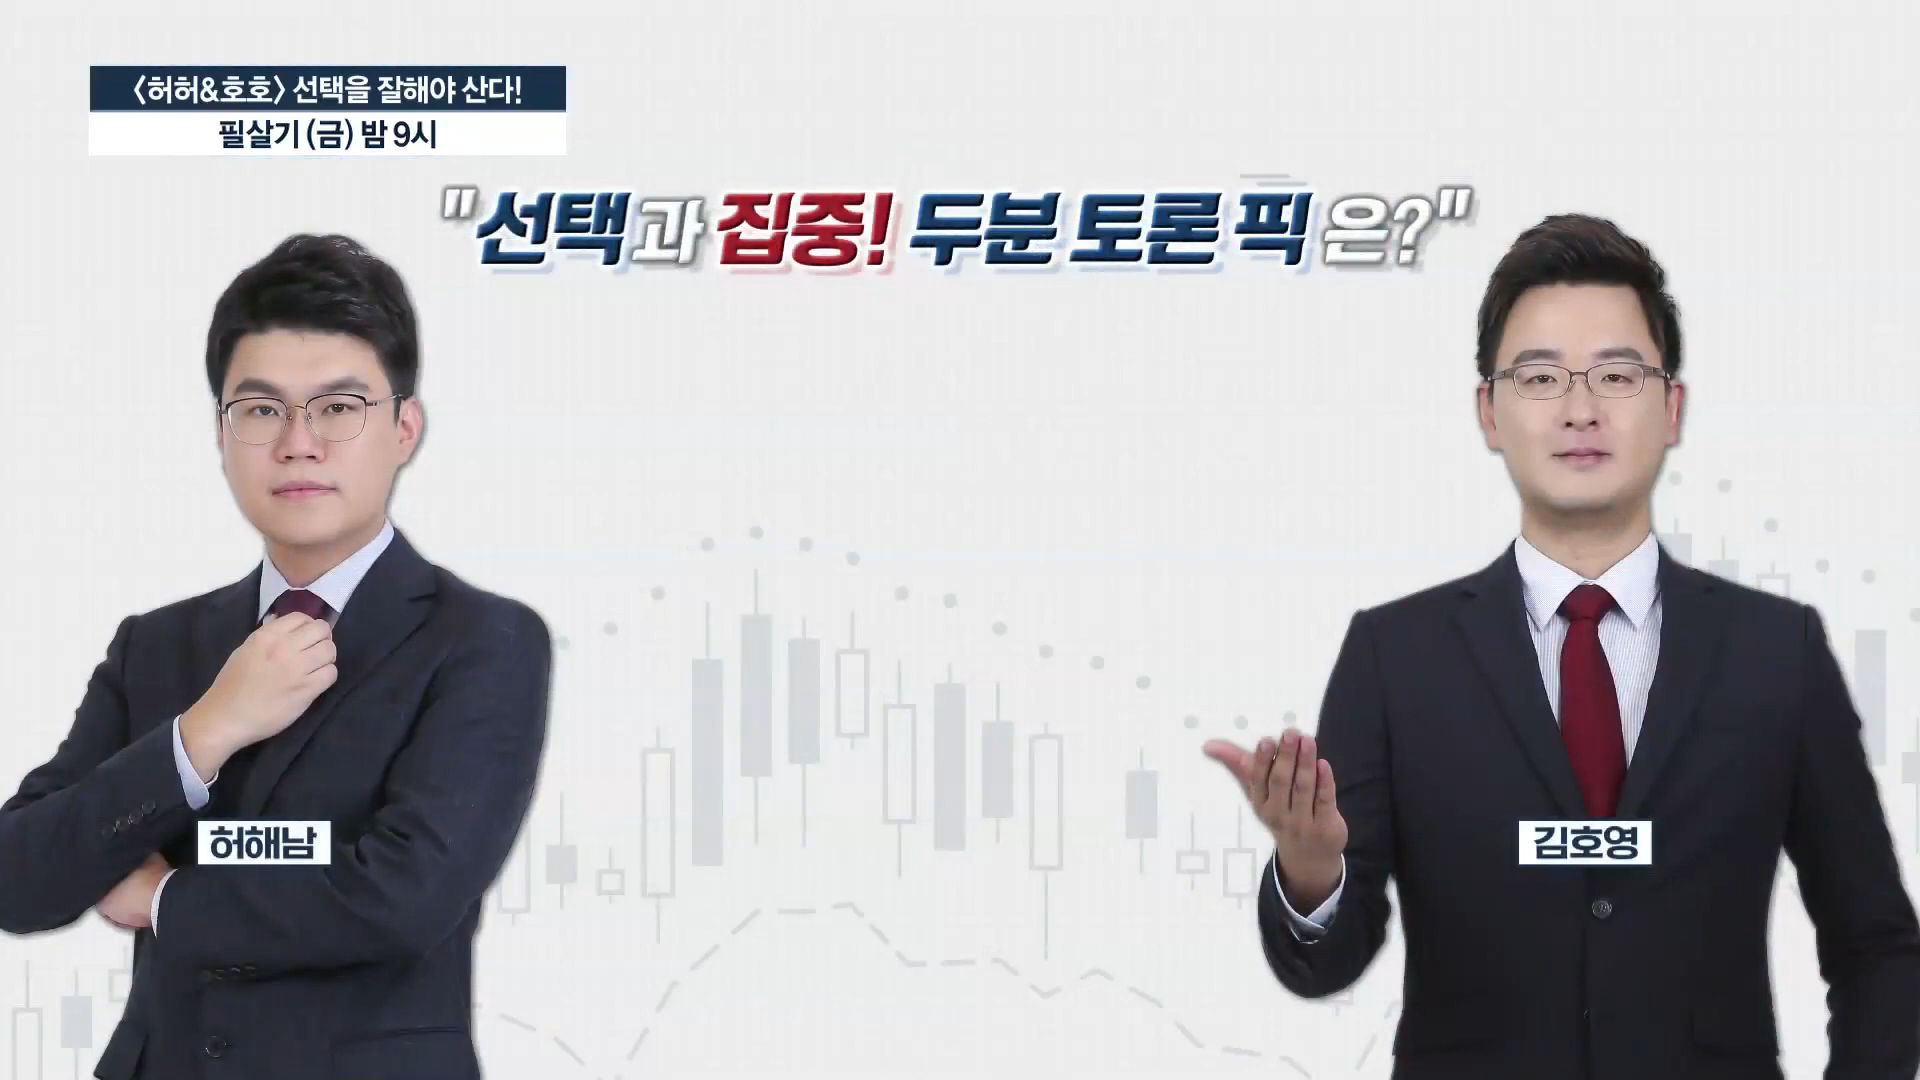 〈허허&호호〉 선택을 잘해야 산다!
필살기 (금) 밤 9시
"선택과 집중! 두분 토론 픽은?"
허해남
김호영